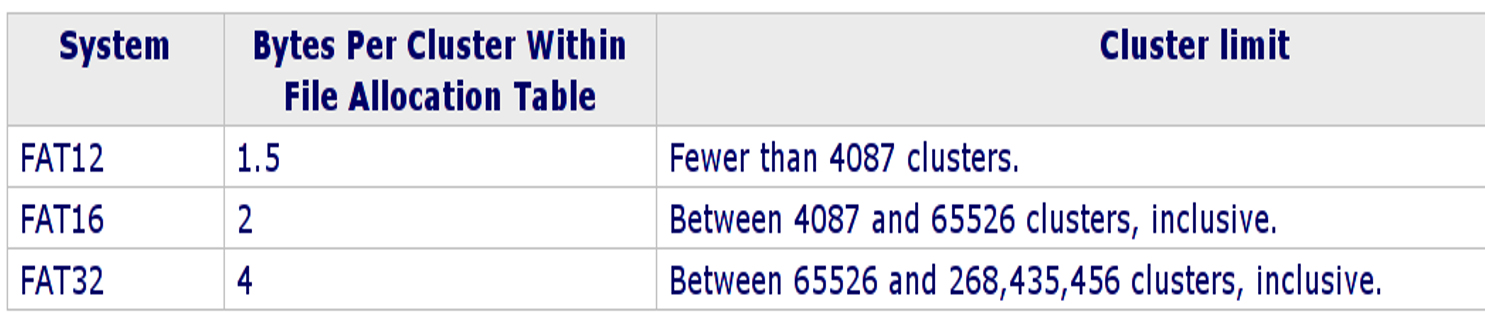 System
Bytes Per Cluster Within
File Allocation Table
Cluster limit
FAT12
1.5
Fewer than 4087 clusters.
FAT16
2
Between 4087 and 65526 clusters, inclusive.
FAT32
4
Between 65526 and 268,435,456 clusters, inclusive.